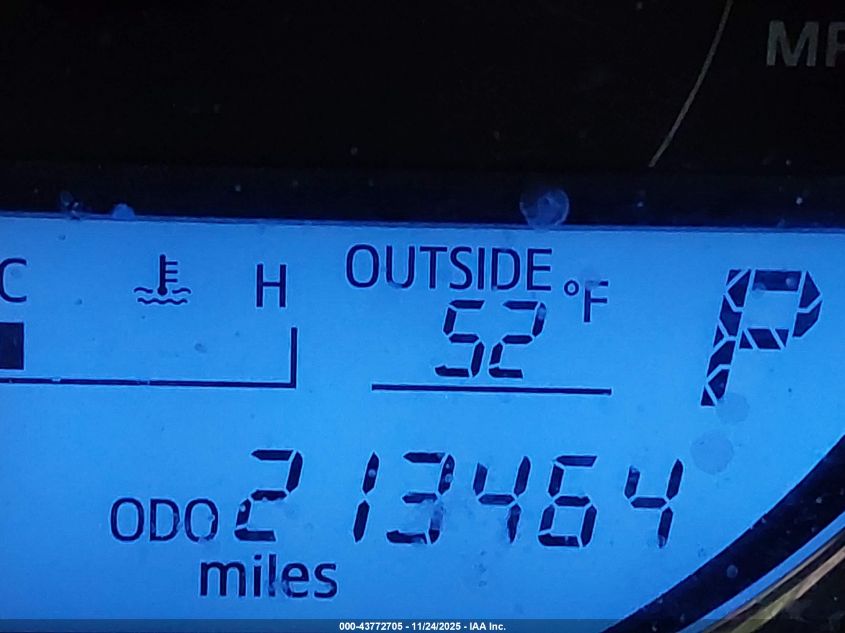 MP
C H
OUTSIDE
52 °F
P
ODO 213464
miles
000-43772705 - 11/24/2025 - IAA Inc.